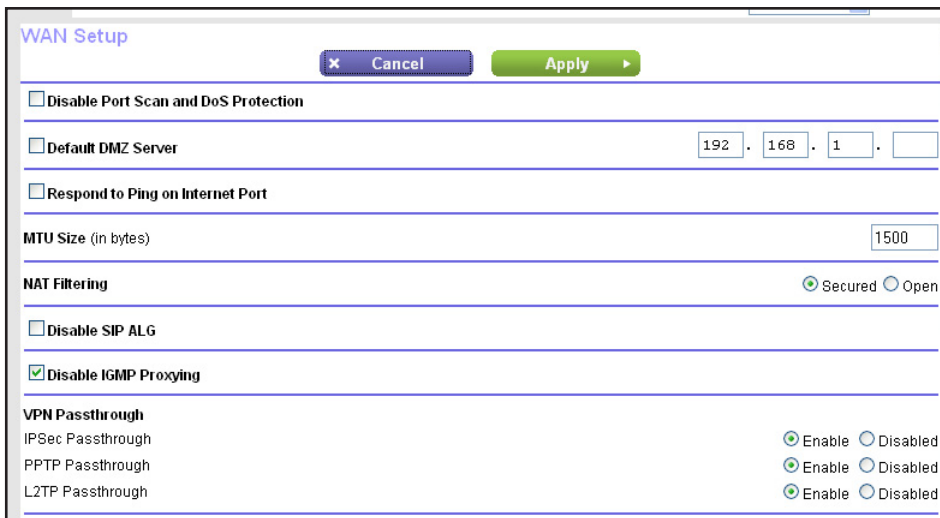 WAN Setup
Cancel Apply
Disable Port Scan and DoS Protection
Default DMZ Server 192 . 168 . 1 .
Respond to Ping on Internet Port
MTU Size (in bytes) 1500
NAT Filtering Secured Open
Disable SIP ALG
Disable IGMP Proxying
VPN Passthrough
IPSec Passthrough Enable Disabled
PPTP Passthrough Enable Disabled
L2TP Passthrough Enable Disabled